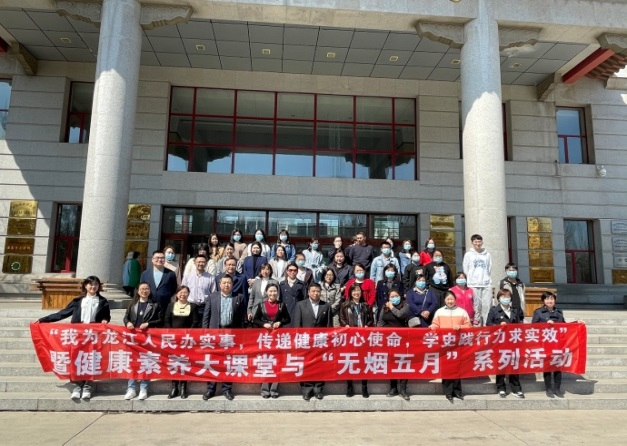 “我为龙江人民办实事，传递健康初心使命，学史践行力求实效”
暨健康素养大课堂与“无烟五月”系列活动